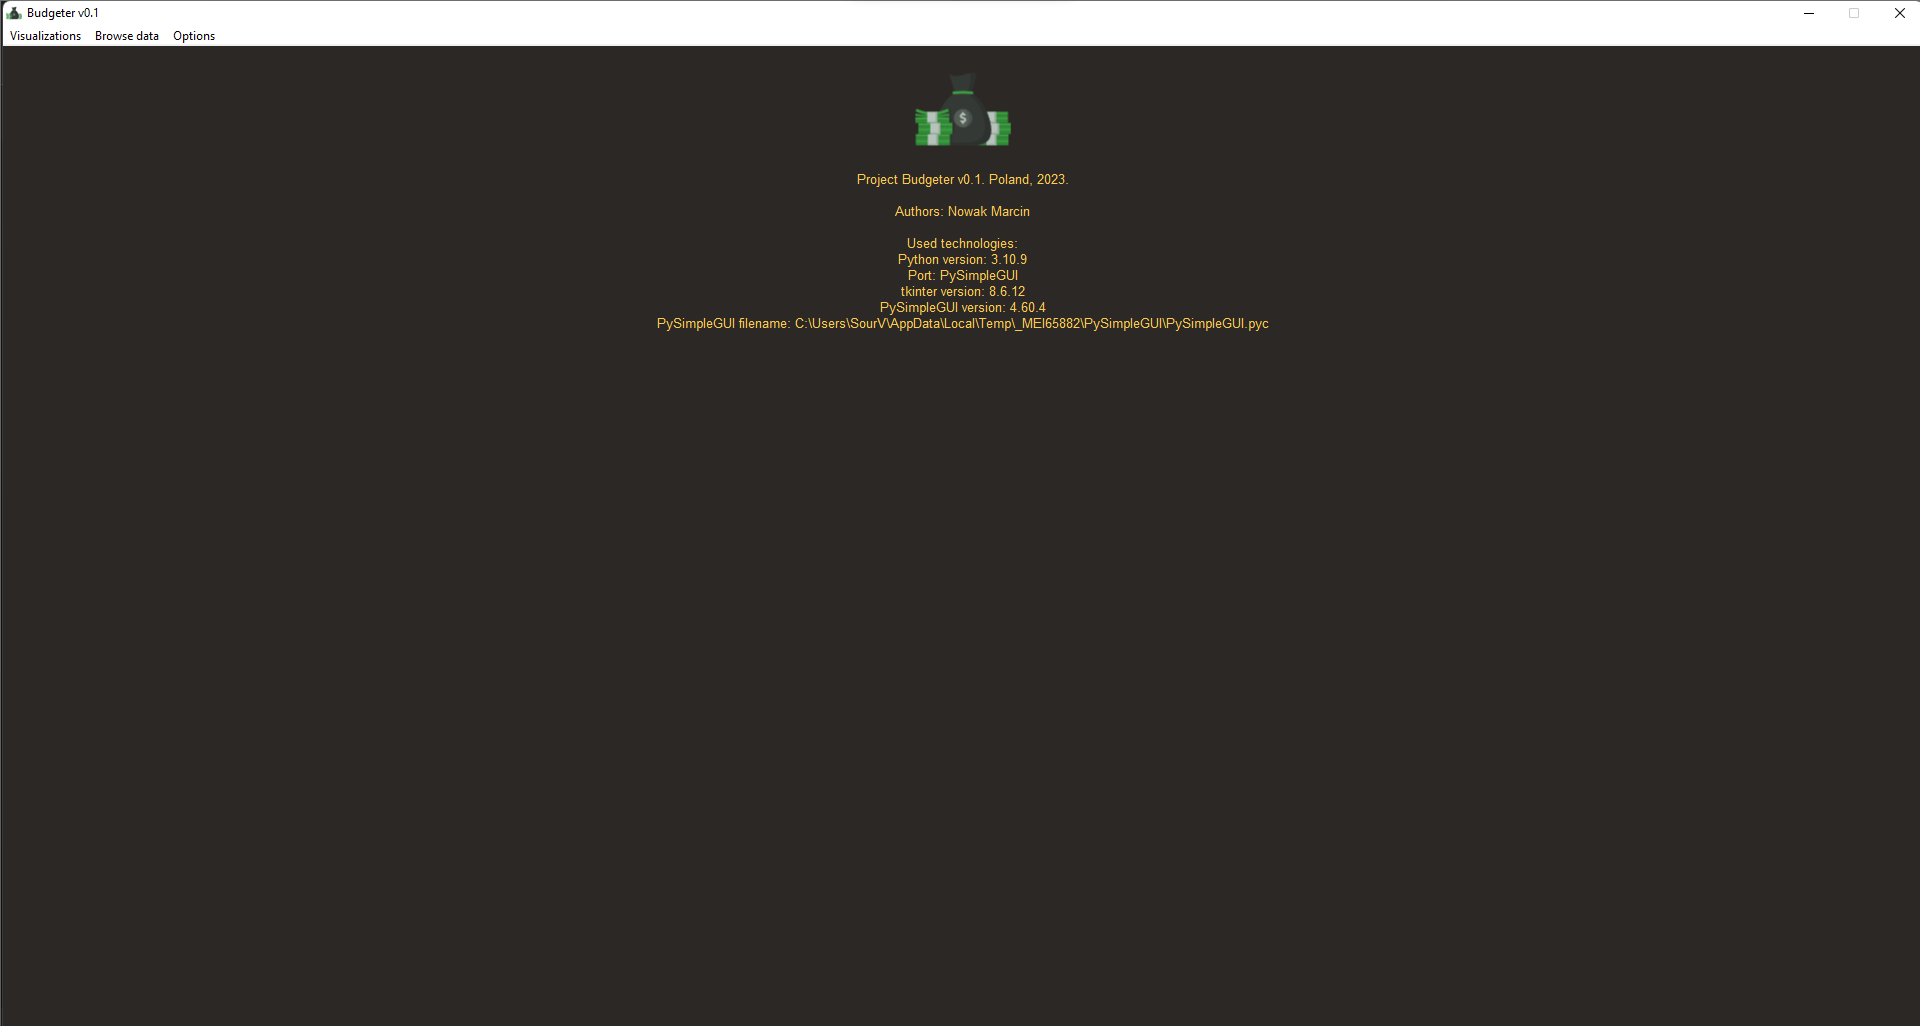 Budgeter v0.1
Visualizations Browse data Options
$
Project Budgeter v0.1. Poland, 2023.
Authors: Nowak Marcin
Used technologies:
Python version: 3.10.9
Port: PySimpleGUI
tkinter version: 8.6.12
PySimpleGUI version: 4.60.4
PySimpleGUI filename: C:\Users\SourV\AppData\Local\Temp\_MEI65882\PySimpleGUI\PySimpleGUI.pyc